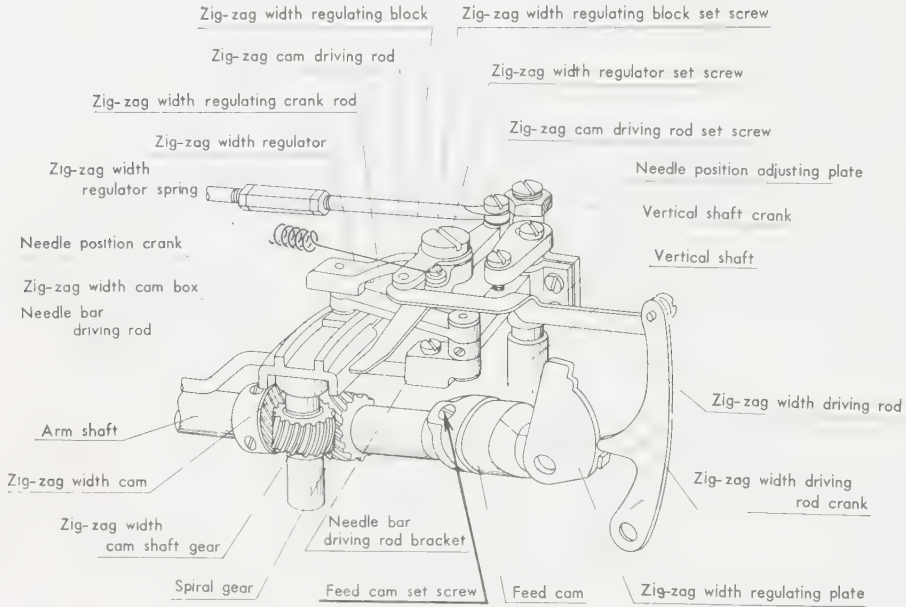 Zig-zag width regulating block
Zig-zag width regulating block set screw
Zig-zag cam driving rod
Zig-zag width regulator set screw
Zig-zag width regulating crank rod
Zig-zag cam driving rod set screw
Zig-zag width regulator
Zig-zag width
regulator spring
Needle position adjusting plate
Vertical shaft crank
Needle position crank
Vertical shaft
Zig-zag width cam box
Needle bar
driving rod
Zig-zag width driving rod
Arm shaft
Zig-zag width cam
Zig-zag width driving
rod crank
Zig-zag width
cam shaft gear
Needle bar
driving rod bracket
Spiral gear
Feed cam set screw
Feed cam
Zig-zag width regulating plate